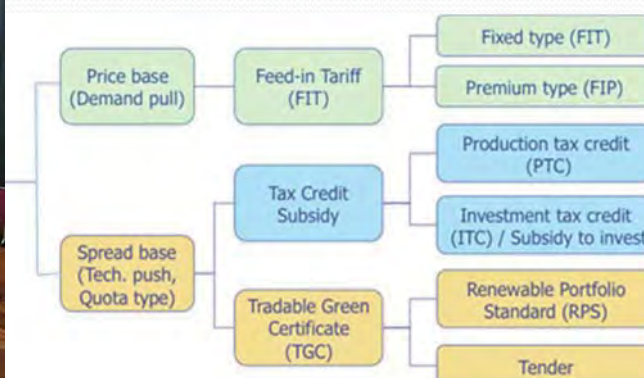 Price base
(Demand pull)
Feed-in Tariff
(FIT)
Fixed type (FIT)
Premium type (FIP)
Spread base
(Tech. push,
Quota type)
Tax Credit
Subsidy
Production tax credit
(PTC)
Investment tax credit
(ITC) / Subsidy to invest
Tradable Green
Certificate
(TGC)
Renewable Portfolio
Standard (RPS)
Tender